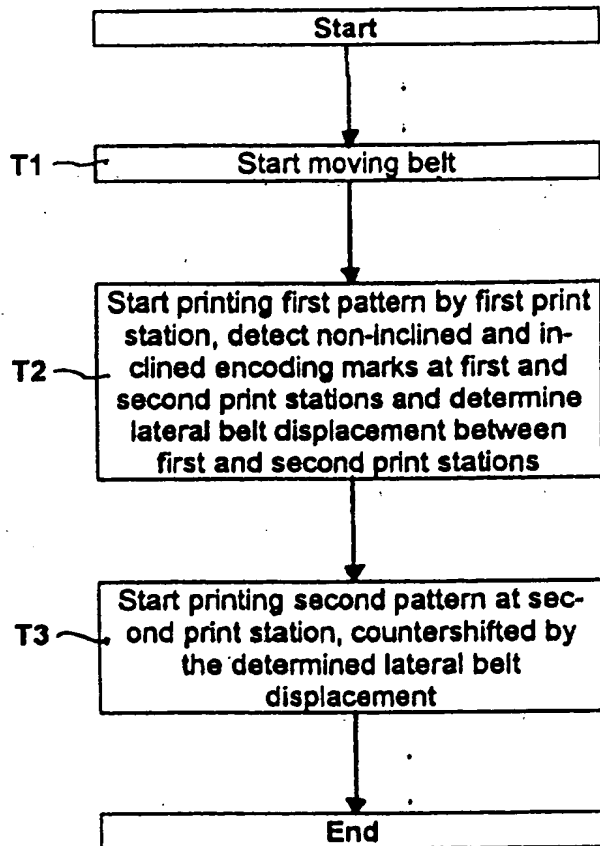 Start
T1
Start moving belt
Start printing first pattern by first print
station, detect non-inclined and in-
clined encoding marks at first and
T2
second print stations and determine
lateral belt displacement between
first and second print stations
Start printing second pattern at sec-
T3
ond print station, countershifted by
the determined lateral belt
displacement
End